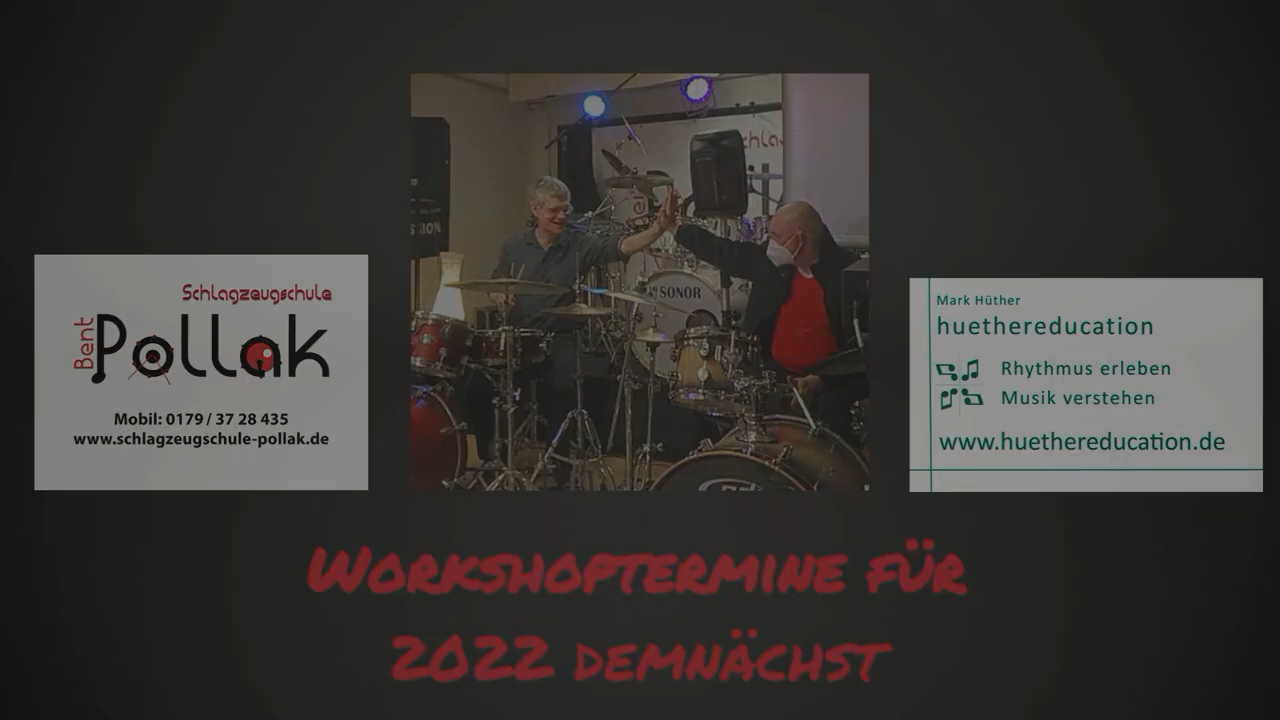 Schlagzeugschule
Bent Pollak
Mobil: 0179 / 37 28 435
www.schlagzeugschule-pollak.de
SONOR
Mark Hüther
huethereducation
Rhythmus erleben
Musik verstehen
www.huethereducation.de
Workshoptermine für
2022 demnächst